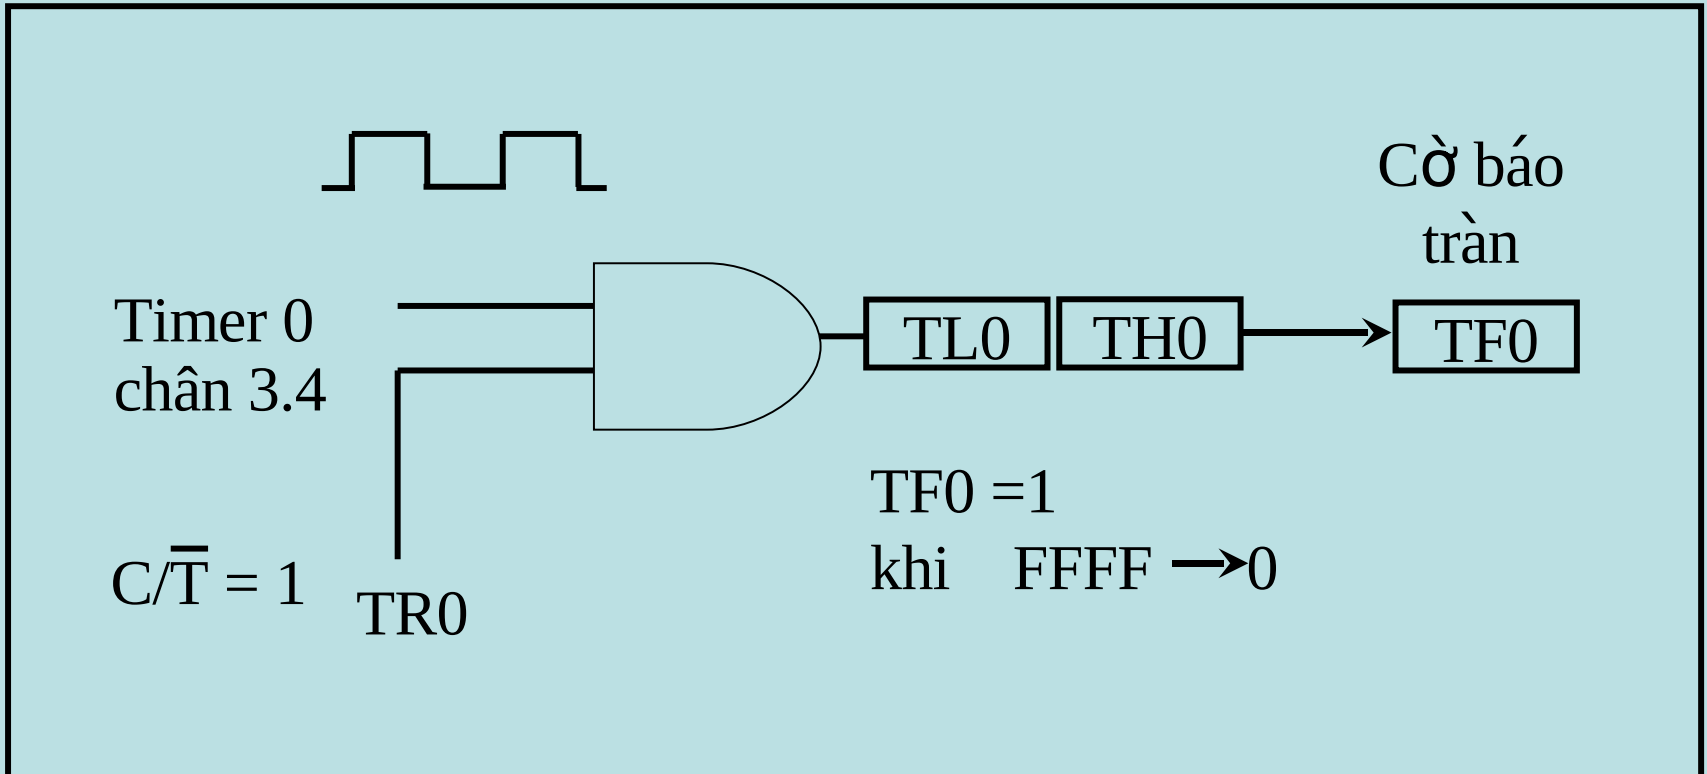 Cờ báo
tràn
Timer 0
chân 3.4
TL0 TH0 TF0
TF0 =1
khi FFFF 0
C/T̅ = 1
TR0